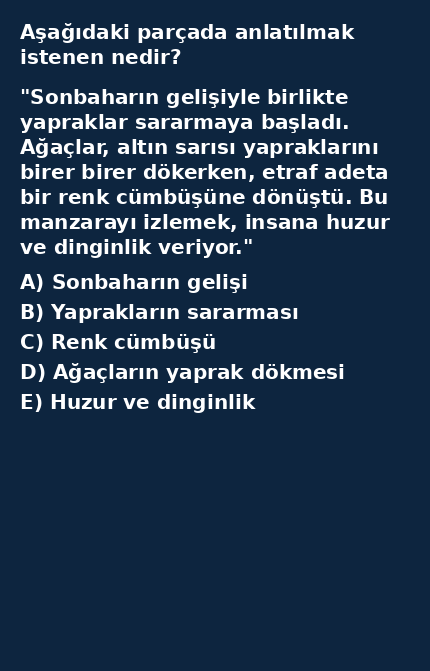 Aşağıdaki parçada anlatılmak
istenen nedir?
"Sonbaharın gelişiyle birlikte
yapraklar sararmaya başladı.
Ağaçlar, altın sarısı yapraklarını
birer birer dökerken, etraf adeta
bir renk cümbüşüne dönüştü. Bu
manzarayı izlemek, insana huzur
ve dinginlik veriyor."
A) Sonbaharın gelişi
B) Yaprakların sararması
C) Renk cümbüşü
D) Ağaçların yaprak dökmesi
E) Huzur ve dinginlik